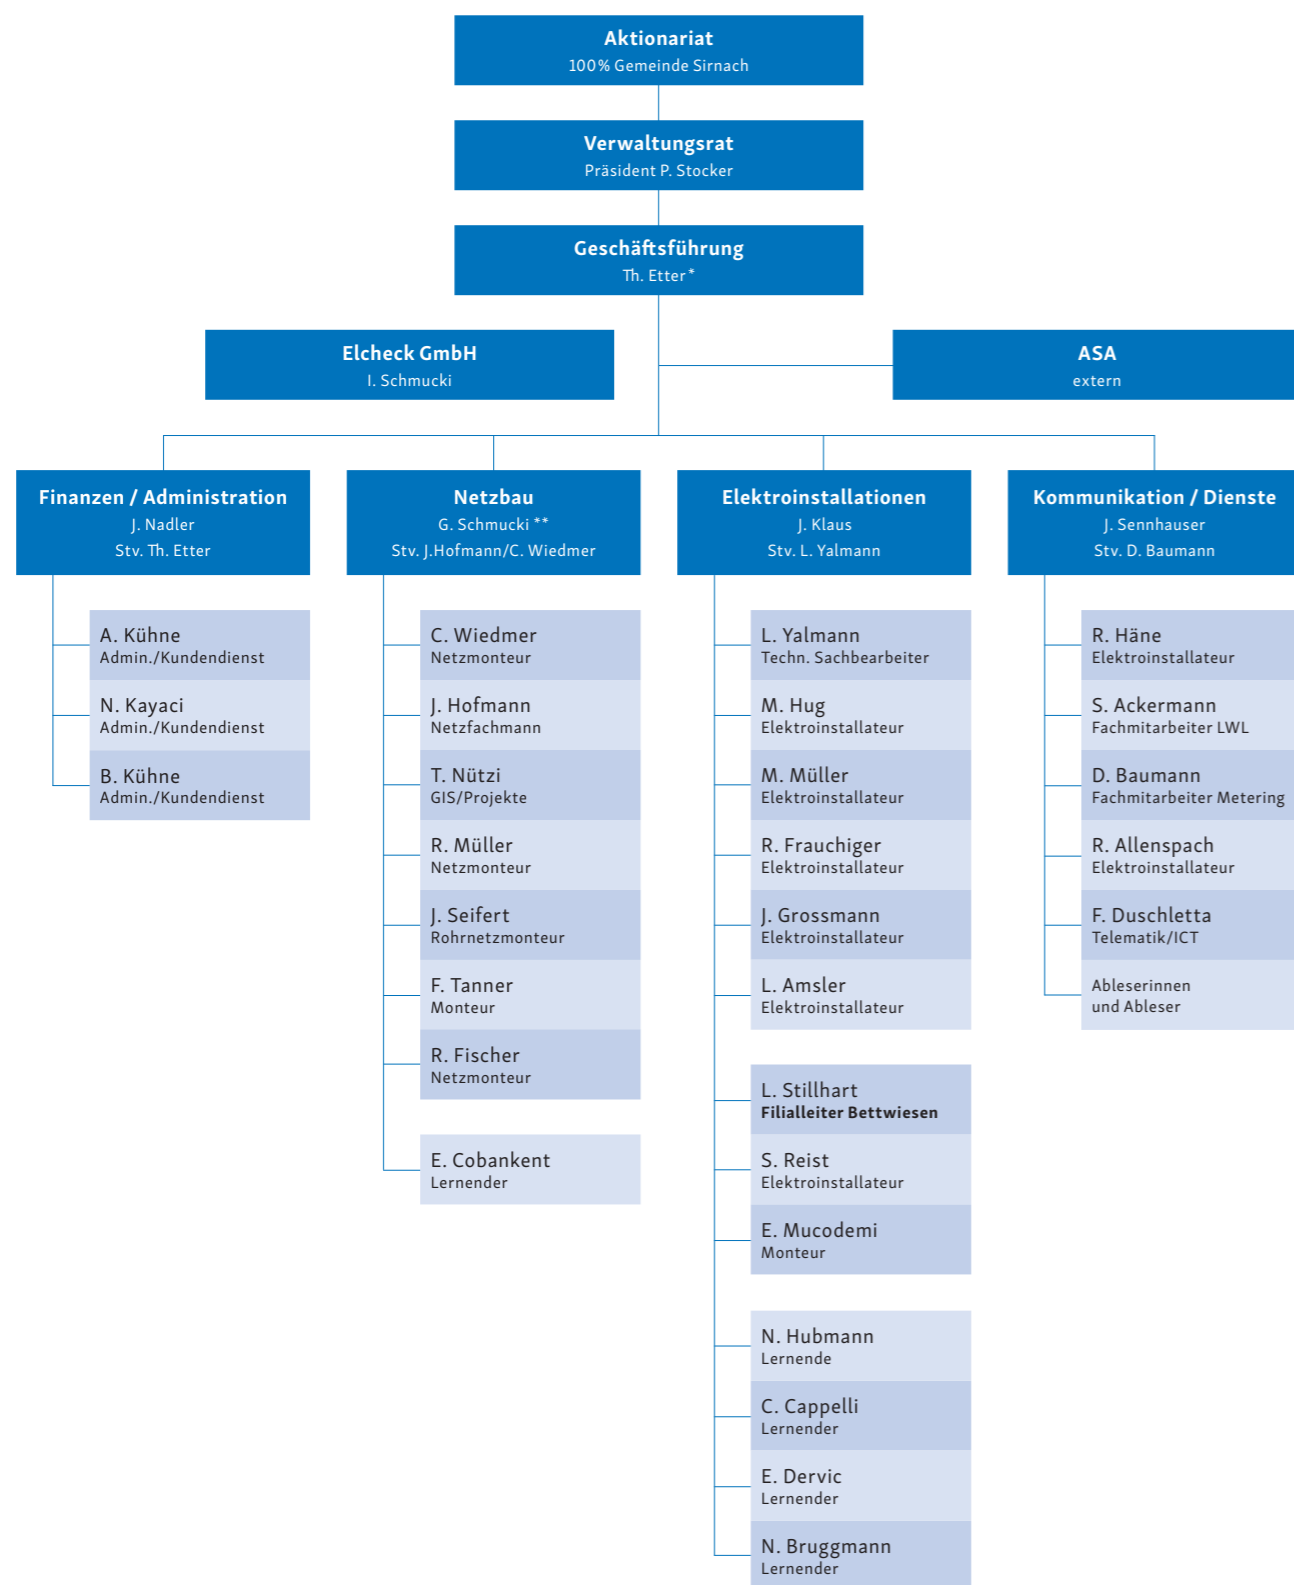 Aktionariat
100% Gemeinde Sirnach
Verwaltungsrat
Präsident P. Stocker
Geschäftsführung
Th. Etter*
Elcheck GmbH
I. Schmucki
ASA
extern
Finanzen / Administration
J. Nadler
Stv. Th. Etter
A. Kühne
Admin./Kundendienst
N. Kayaci
Admin./Kundendienst
B. Kühne
Admin./Kundendienst
Netzbau
G. Schmucki **
Stv. J.Hofmann/C. Wiedmer
C. Wiedmer
Netzmonteur
J. Hofmann
Netzfachmann
T. Nützi
GIS/Projekte
R. Müller
Netzmonteur
J. Seifert
Rohrnetzmonteur
F. Tanner
Monteur
R. Fischer
Netzmonteur
E. Cobankent
Lernender
Elektroinstallationen
J. Klaus
Stv. L. Yalmann
L. Yalmann
Techn. Sachbearbeiter
M. Hug
Elektroinstallateur
M. Müller
Elektroinstallateur
R. Frauchiger
Elektroinstallateur
J. Grossmann
Elektroinstallateur
L. Amsler
Elektroinstallateur
L. Stillhart
Filialleiter Bettwiesen
S. Reist
Elektroinstallateur
E. Mucodemi
Monteur
N. Hubmann
Lernende
C. Cappelli
Lernender
E. Dervic
Lernender
N. Bruggmann
Lernender
Kommunikation / Dienste
J. Sennhauser
Stv. D. Baumann
R. Häne
Elektroinstallateur
S. Ackermann
Fachmitarbeiter LWL
D. Baumann
Fachmitarbeiter Metering
R. Allenspach
Elektroinstallateur
F. Duschletta
Telematik/ICT
Ableserinnen
und Ableser